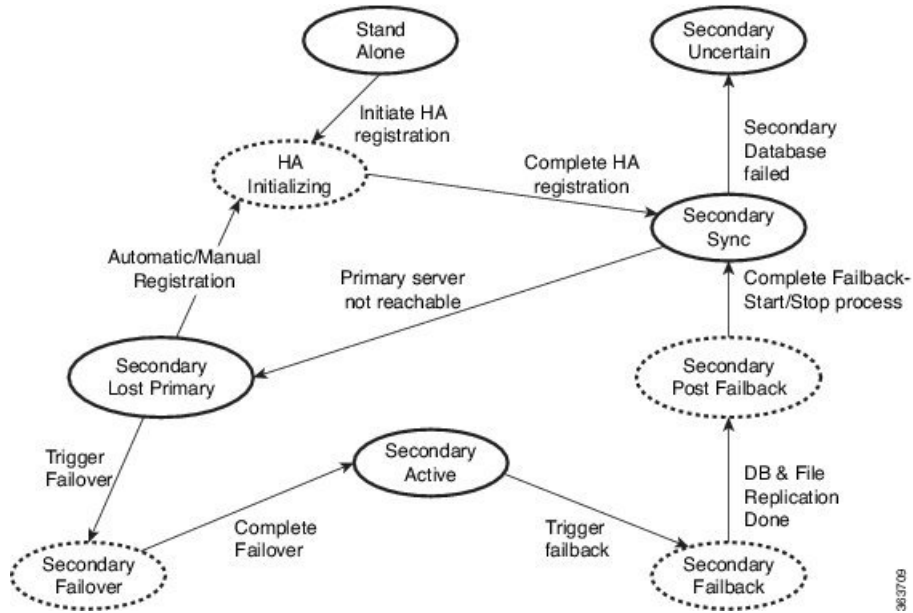 Stand
Alone
Secondary
Uncertain
Initiate HA
registration
Secondary
Database
failed
HA
Initializing
Complete HA
registration
Secondary
Sync
Automatic/Manual
Registration
Primary server
not reachable
Complete Failback-
Start/Stop process
Secondary
Lost Primary
Secondary
Post Failback
Trigger
Failover
Secondary
Active
DB & File
Replication
Done
Complete
Failover
Trigger
failback
Secondary
Failover
Secondary
Failback
363709